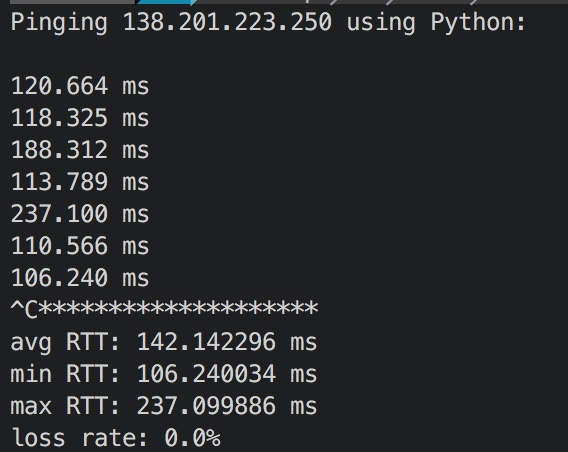 Pinging 138.201.223.250 using Python:
120.664 ms
118.325 ms
188.312 ms
113.789 ms
237.100 ms
110.566 ms
106.240 ms
^C********************
avg RTT: 142.142296 ms
min RTT: 106.240034 ms
max RTT: 237.099886 ms
loss rate: 0.0%